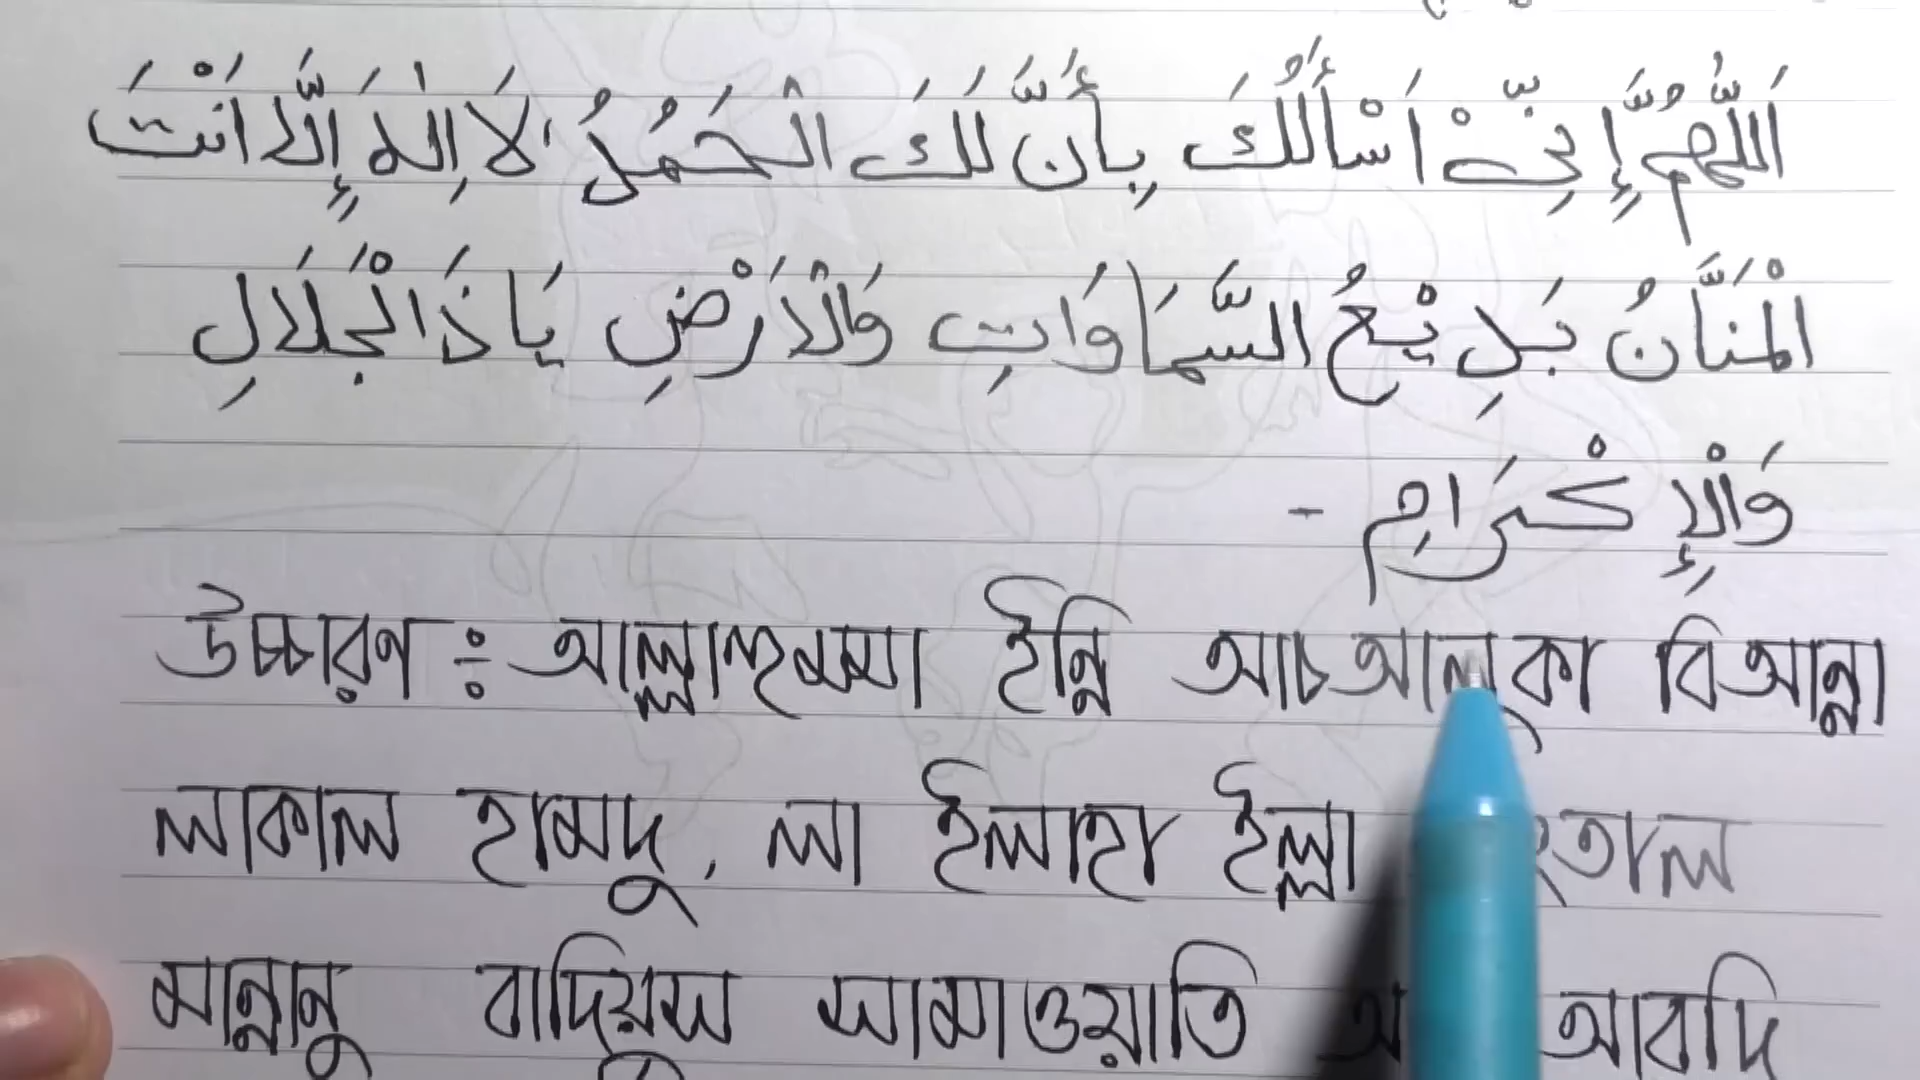 اَللّٰهُمَّ إِنِّيْ اَسْأَلُكَ بِأَنَّ لَكَ الْحَمْدُ، لَا اِلٰهَ إِلَّا اَنْتَ
الْمَنَّانُ بَدِيْعُ السَّمَاوَاتِ وَالْاَرْضِ يَا ذَا الْجَلَالِ
وَالْإِكْرَامِ -
উচ্চারণ ঃ আল্লাহুমমা ইন্নি আচআলুকা বিআন্না
লাকাল হামদু, লা ইলাহা ইল্লা
মান্নানু বাদিয়ুস সামাওয়াতি আরদি